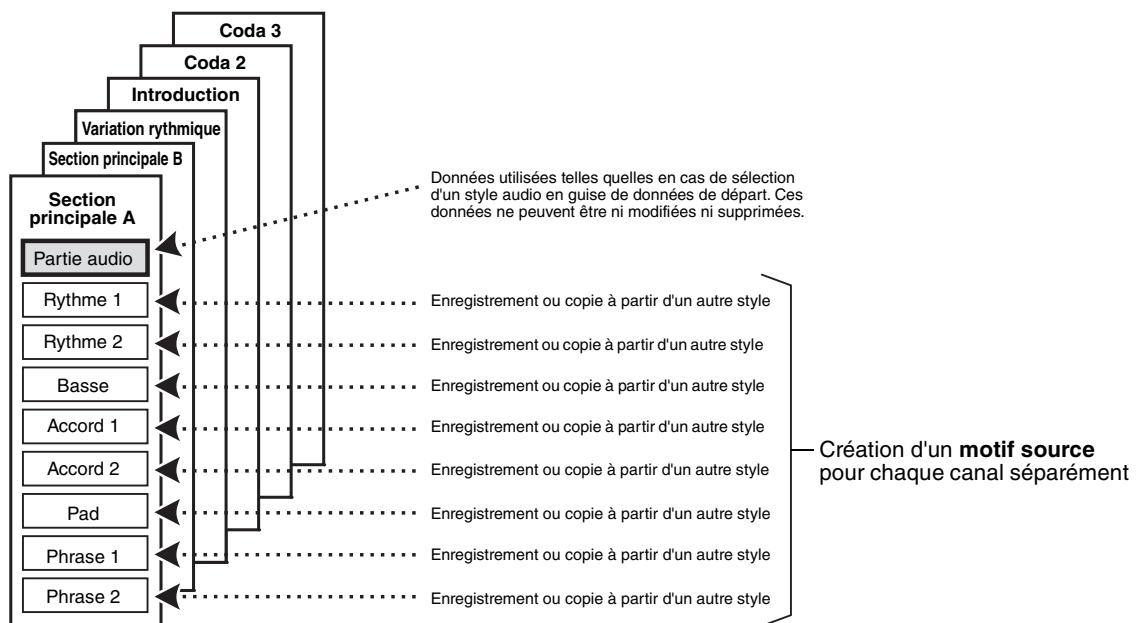 Coda 3
Coda 2
Introduction
Variation rythmique
Section principale B
Section
principale A
Données utilisées telles quelles en cas de sélection
d'un style audio en guise de données de départ. Ces
données ne peuvent être ni modifiées ni supprimées.
Partie audio
Rythme 1
Enregistrement ou copie à partir d'un autre style
Rythme 2
Enregistrement ou copie à partir d'un autre style
Basse
Enregistrement ou copie à partir d'un autre style
Accord 1
Enregistrement ou copie à partir d'un autre style
Accord 2
Enregistrement ou copie à partir d'un autre style
Pad
Enregistrement ou copie à partir d'un autre style
Phrase 1
Enregistrement ou copie à partir d'un autre style
Phrase 2
Enregistrement ou copie à partir d'un autre style
Création d'un motif source
pour chaque canal séparément